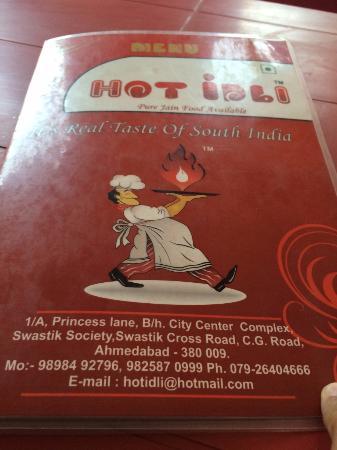 MENU
HOT iDLi TM
Pure Jain Food Available
Real Taste Of South India
TM
1/A, Princess lane, B/h. City Center Complex,
Swastik Society,Swastik Cross Road, C.G. Road,
Ahmedabad - 380 009.
Mo:- 98984 92796, 982587 0999 Ph. 079-26404666
E-mail : hotidli@hotmail.com